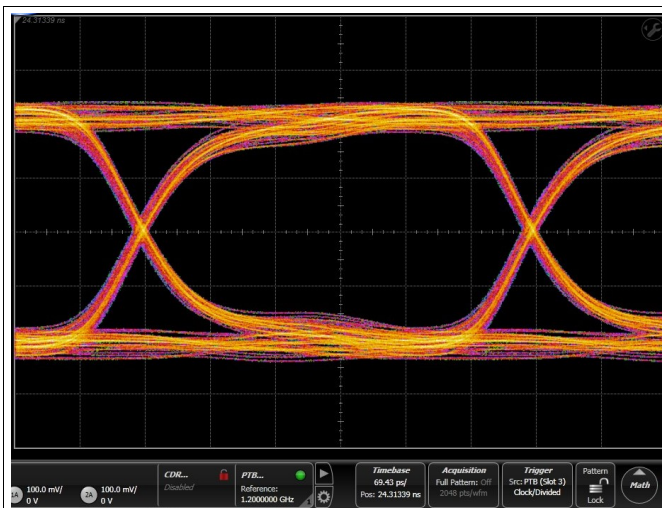 24.31339 ns
CDR...
Disabled
PTB...
Reference:
1.2000000 GHz
1A 100.0 mV/
0 V
2A 100.0 mV/
0 V
Timebase
69.43 ps/
Pos: 24.31339 ns
Acquisition
Full Pattern: Off
2048 pts/wfm
Trigger
Src: PTB (Slot 3)
Clock/Divided
Pattern
Lock
Math